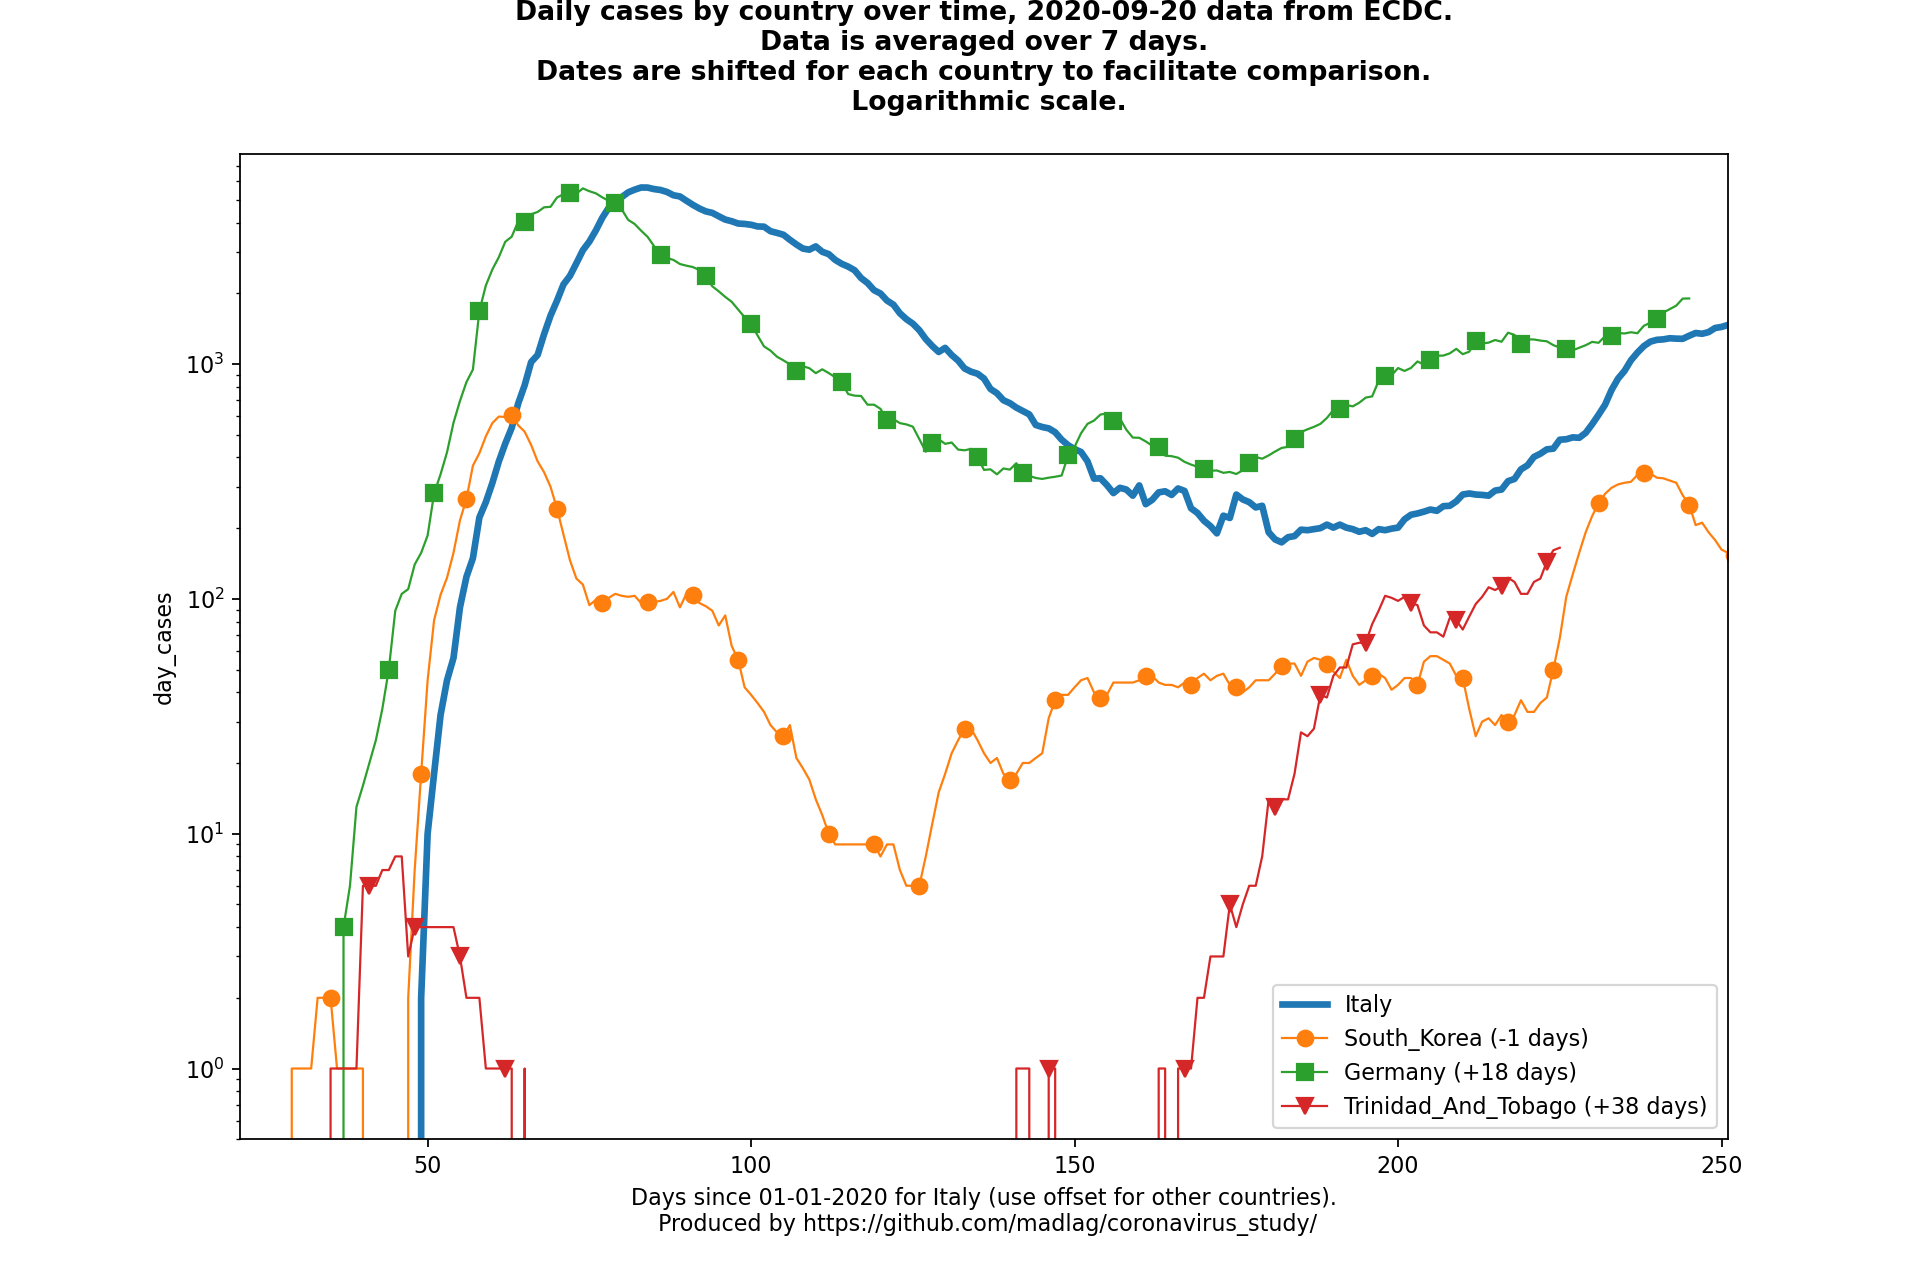 Daily cases by country over time, 2020-09-20 data from ECDC.
Data is averaged over 7 days.
Dates are shifted for each country to facilitate comparison.
Logarithmic scale.
day_cases
10³
10²
10¹
10⁰
50
100
150
200
250
Italy
South_Korea (-1 days)
Germany (+18 days)
Trinidad_And_Tobago (+38 days)
Days since 01-01-2020 for Italy (use offset for other countries).
Produced by https://github.com/madlag/coronavirus_study/